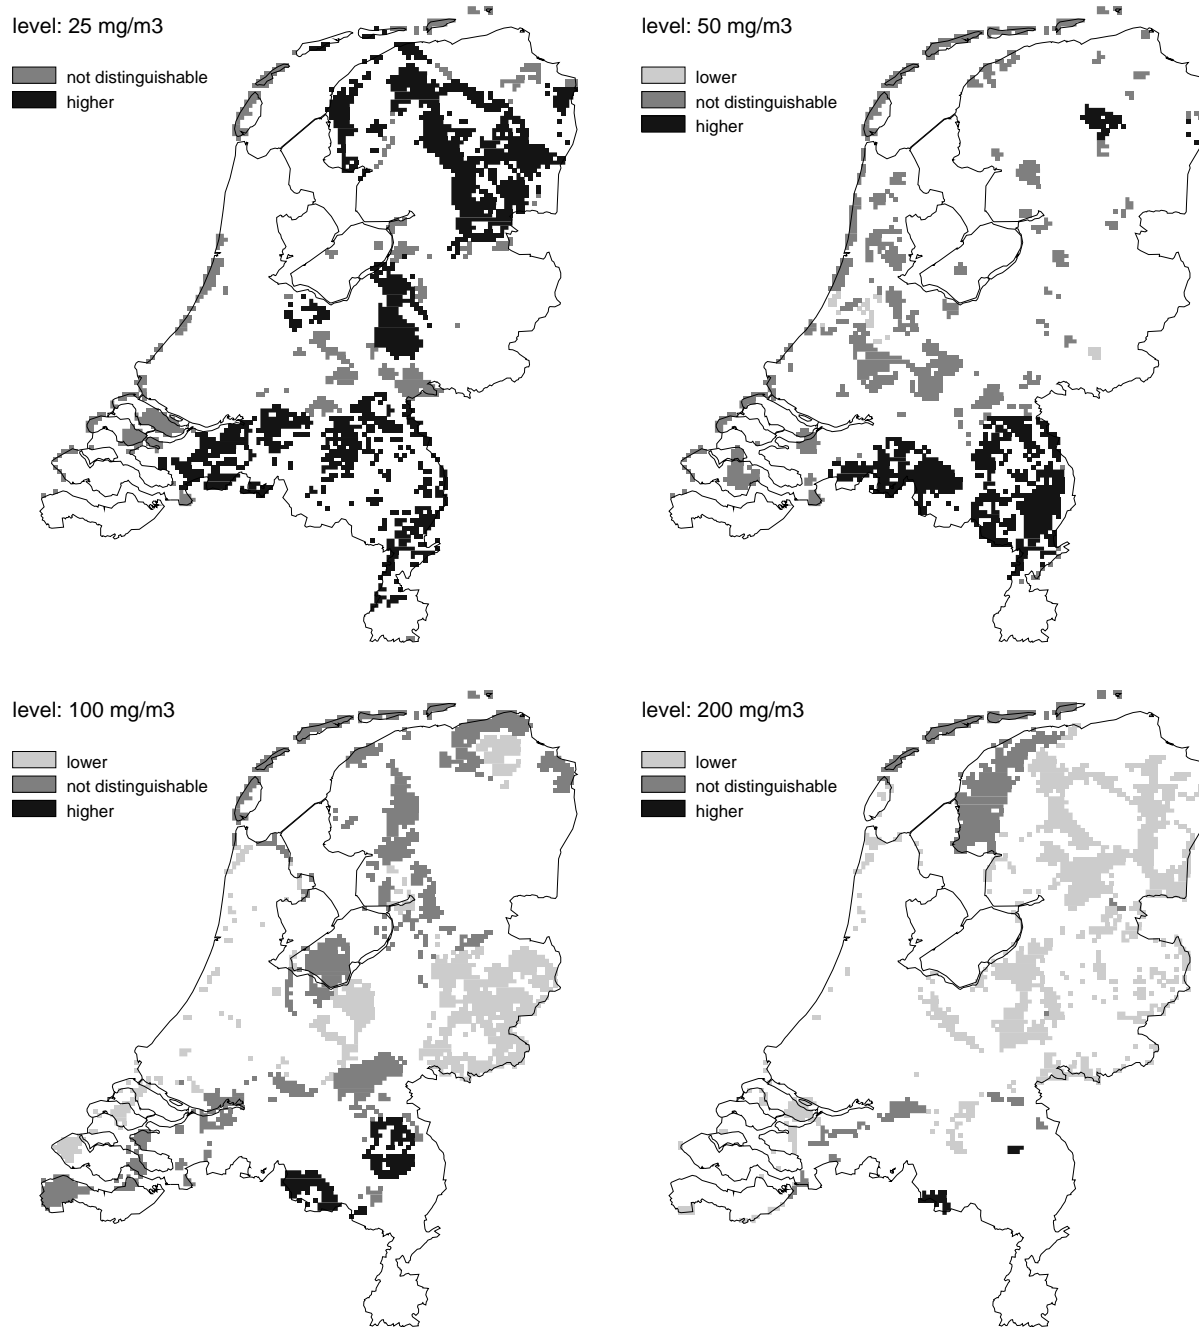 level: 25 mg/m3
not distinguishable
higher
level: 50 mg/m3
lower
not distinguishable
higher
level: 100 mg/m3
lower
not distinguishable
higher
level: 200 mg/m3
lower
not distinguishable
higher